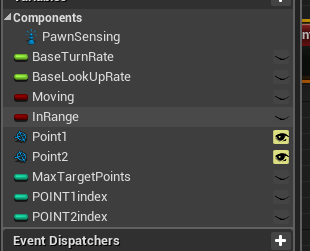 Components
PawnSensing
BaseTurnRate
BaseLookUpRate
Moving
InRange
Point1
Point2
MaxTargetPoints
POINT1index
POINT2index
Event Dispatchers